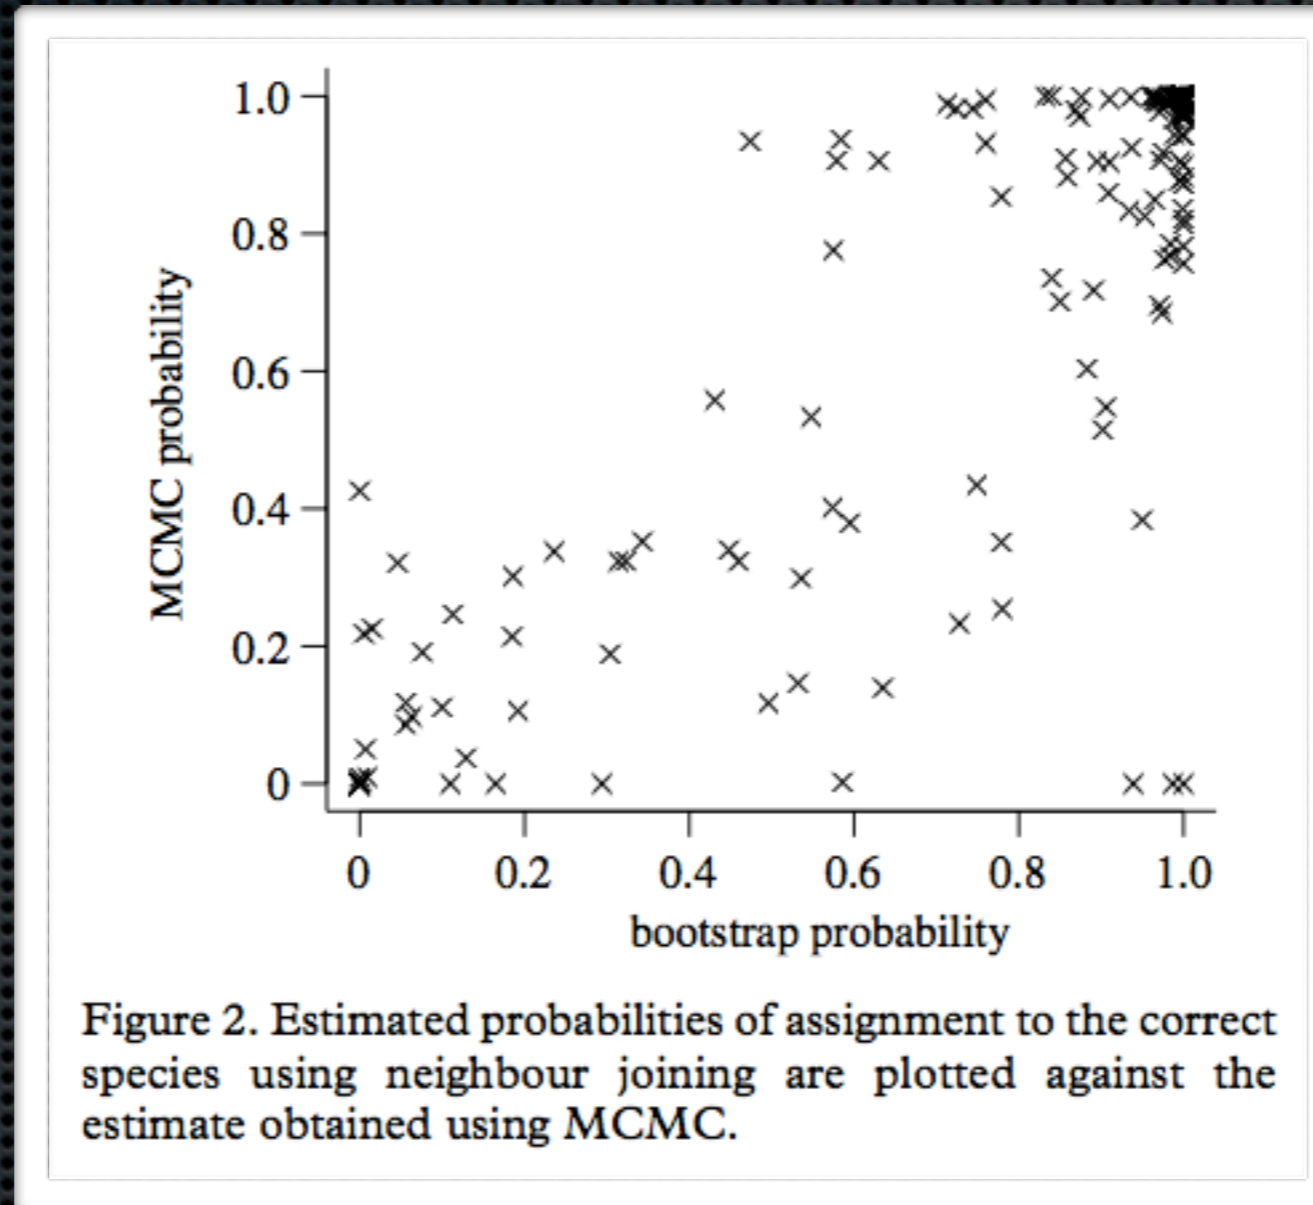 1.0
0.8
0.6
0.4
0.2
0
MCMC probability
0 0.2 0.4 0.6 0.8 1.0
bootstrap probability
Figure 2. Estimated probabilities of assignment to the correct
species using neighbour joining are plotted against the
estimate obtained using MCMC.